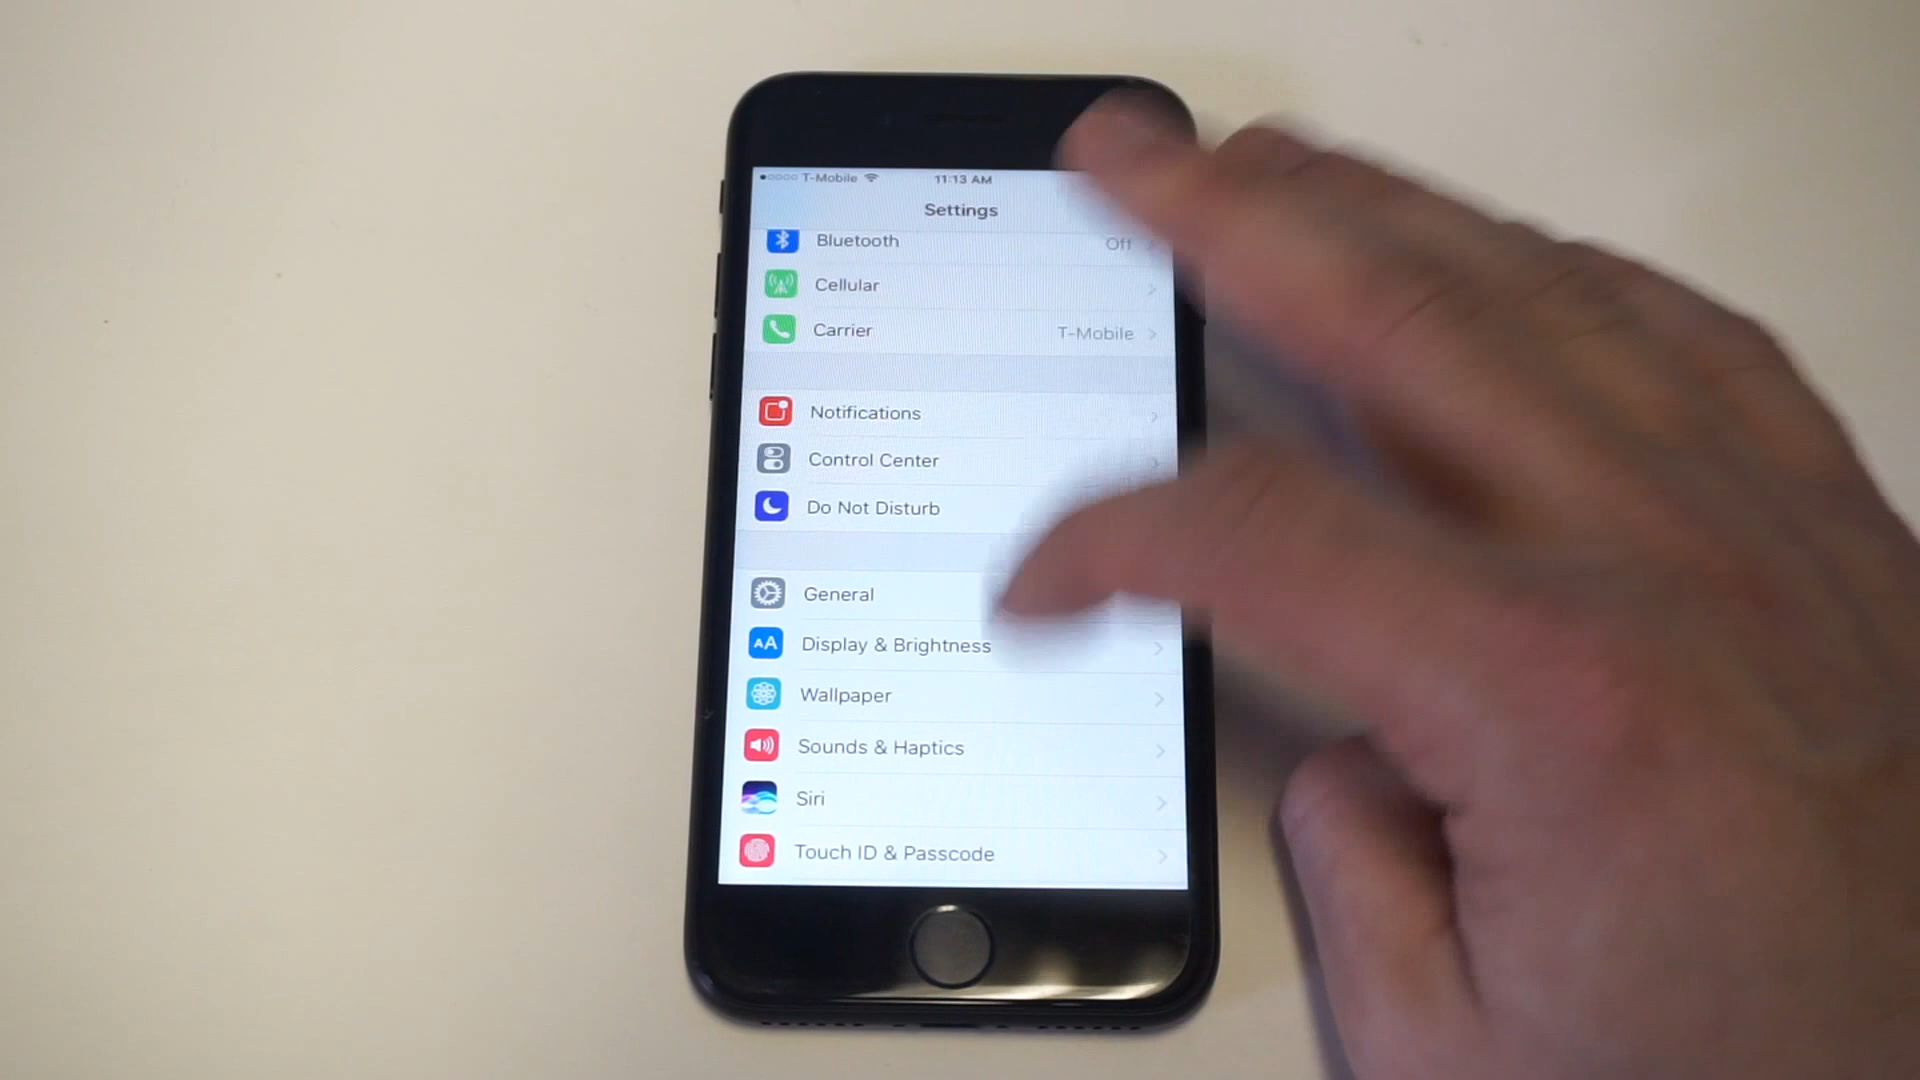 T-Mobile 11:13 AM
Settings
Bluetooth Off
Cellular
Carrier T-Mobile
Notifications
Control Center
Do Not Disturb
General
AA Display & Brightness
Wallpaper
Sounds & Haptics
Siri
Touch ID & Passcode